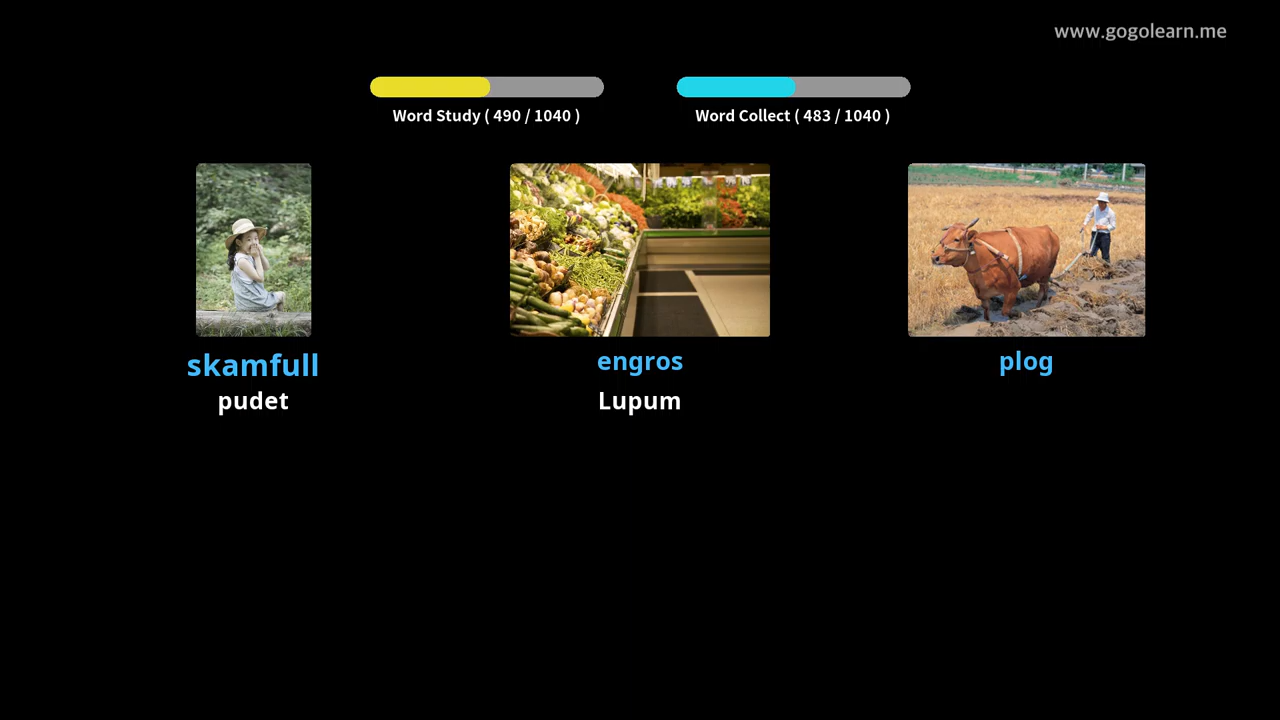 www.gogolearn.me
Word Study ( 490 / 1040 )
Word Collect ( 483 / 1040 )
skamfull
engros
plog
pudet
Lupum